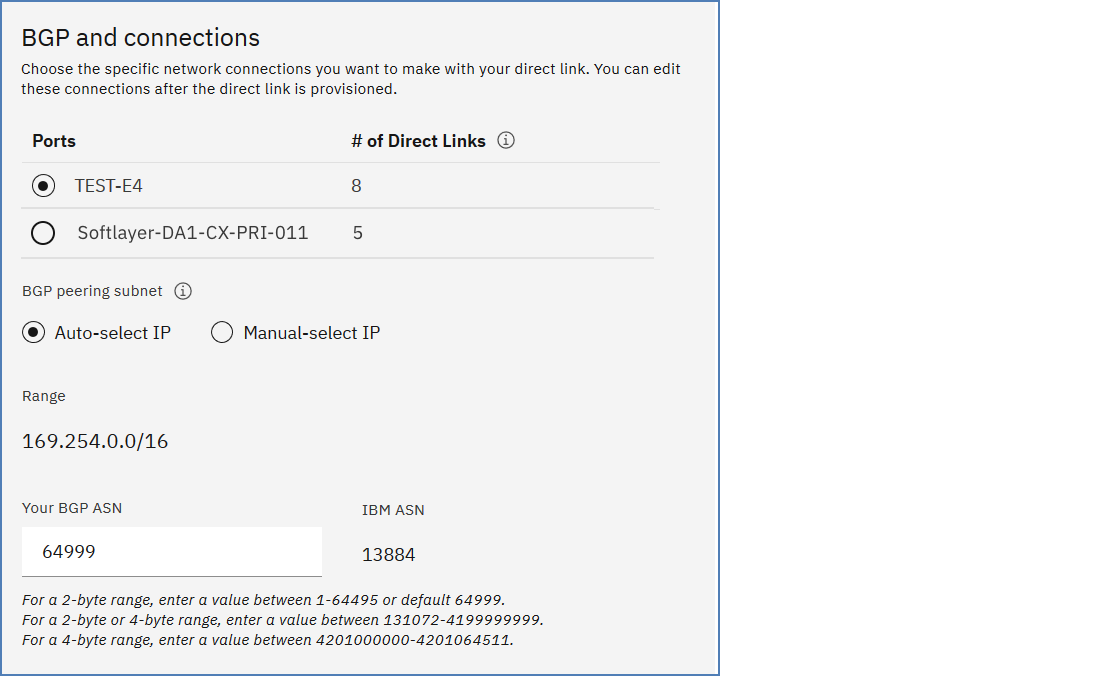 BGP and connections
Choose the specific network connections you want to make with your direct link. You can edit
these connections after the direct link is provisioned.
Ports # of Direct Links
TEST-E4 8
Softlayer-DA1-CX-PRI-011 5
BGP peering subnet
Auto-select IP Manual-select IP
Range
169.254.0.0/16
Your BGP ASN IBM ASN
64999 13884
For a 2-byte range, enter a value between 1-64495 or default 64999.
For a 2-byte or 4-byte range, enter a value between 131072-4199999999.
For a 4-byte range, enter a value between 4201000000-4201064511.